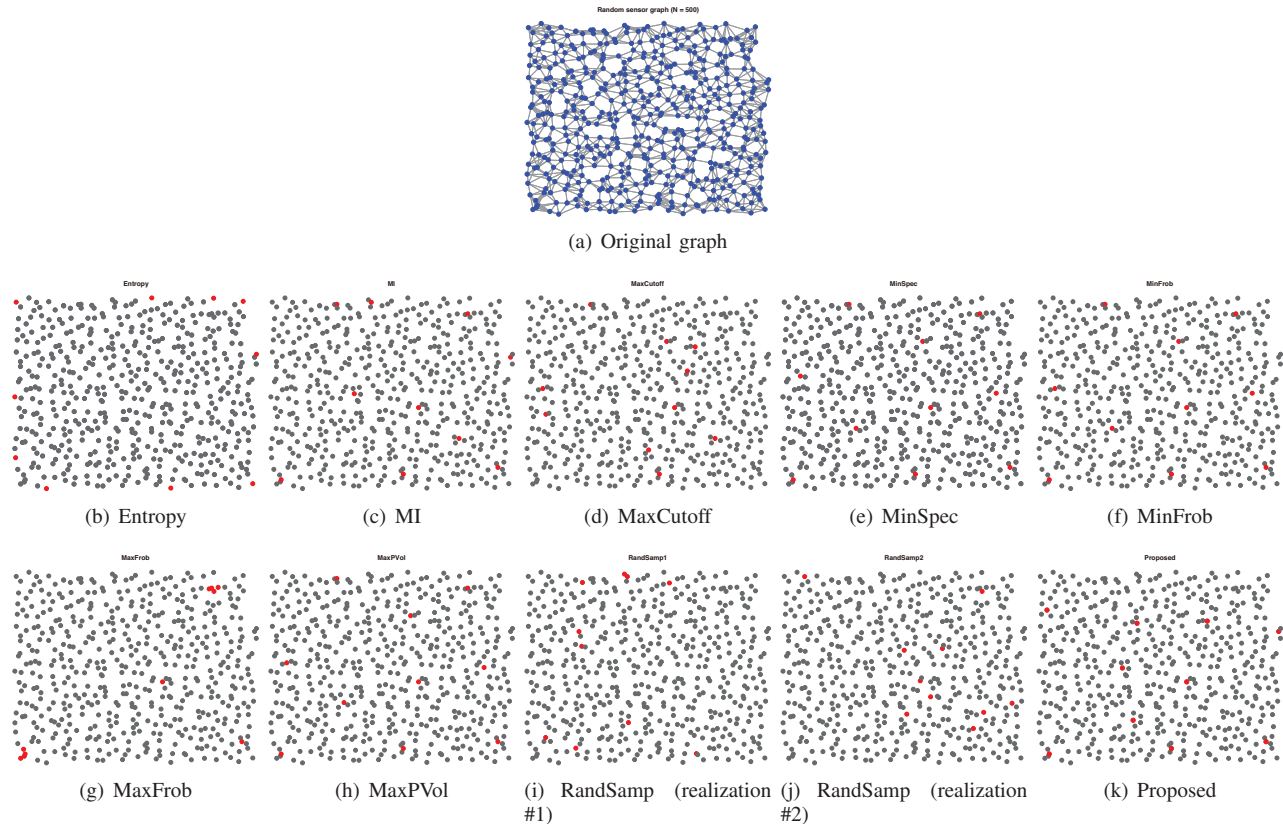 Random sensor graph (N = 500)
(a) Original graph
Entropy
MI
MaxCutoff
MinSpec
MinFrob
(b) Entropy
(c) MI
(d) MaxCutoff
(e) MinSpec
(f) MinFrob
MaxFrob
MaxPVol
RandSamp1
RandSamp2
Proposed
(g) MaxFrob
(h) MaxPVol
(i) RandSamp (realization
#1)
(j) RandSamp (realization
#2)
(k) Proposed